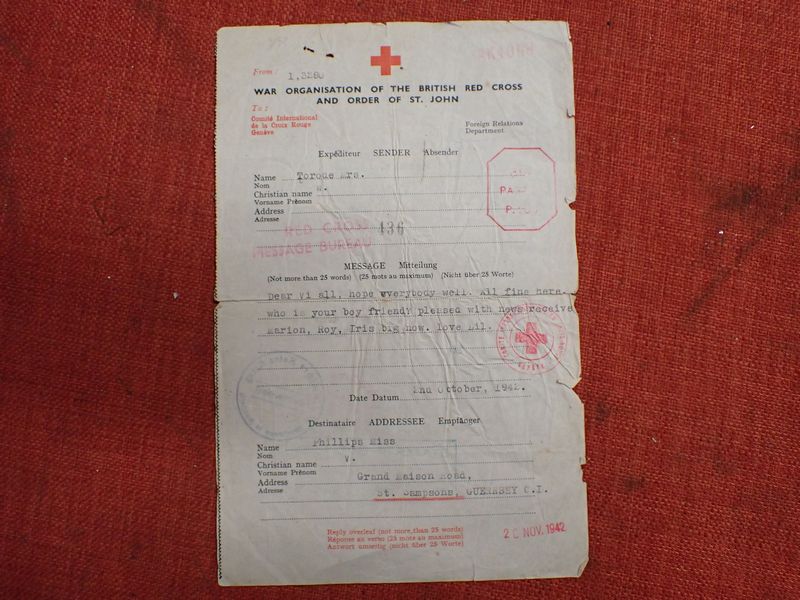 From:
WAR ORGANISATION OF THE BRITISH RED CROSS
AND ORDER OF ST. JOHN
To:
Comité International
de la Croix Rouge
Genève
Foreign Relations
Department
Expéditeur SENDER Absender
Name Torode Mrs.
Nom
Christian name
Vorname Prénom
Address
Adresse
RED CROSS
MESSAGE BUREAU
136
MESSAGE Mitteilung
(Not more than 25 words) (25 mots au maximum) (Nicht über 25 Worte)
Dear Vi all, hope everybody well. All fine here.
who is your boy friend? pleased with news receive
Marion, Roy, Iris big now. love Lil.
Date Datum 2nd October, 1942.
Destinataire ADDRESSEE Empfänger
Name Phillips Miss
Nom
Christian name V.
Vorname Prénom
Address Grand Maison Road,
Adresse St. Sampsons, GUERNSEY C.I.
Reply overleaf (not more than 25 words)
Réponse au verso (25 mots au maximum)
Antwort umseitig (nicht über 25 Worte)
NOV. 1942